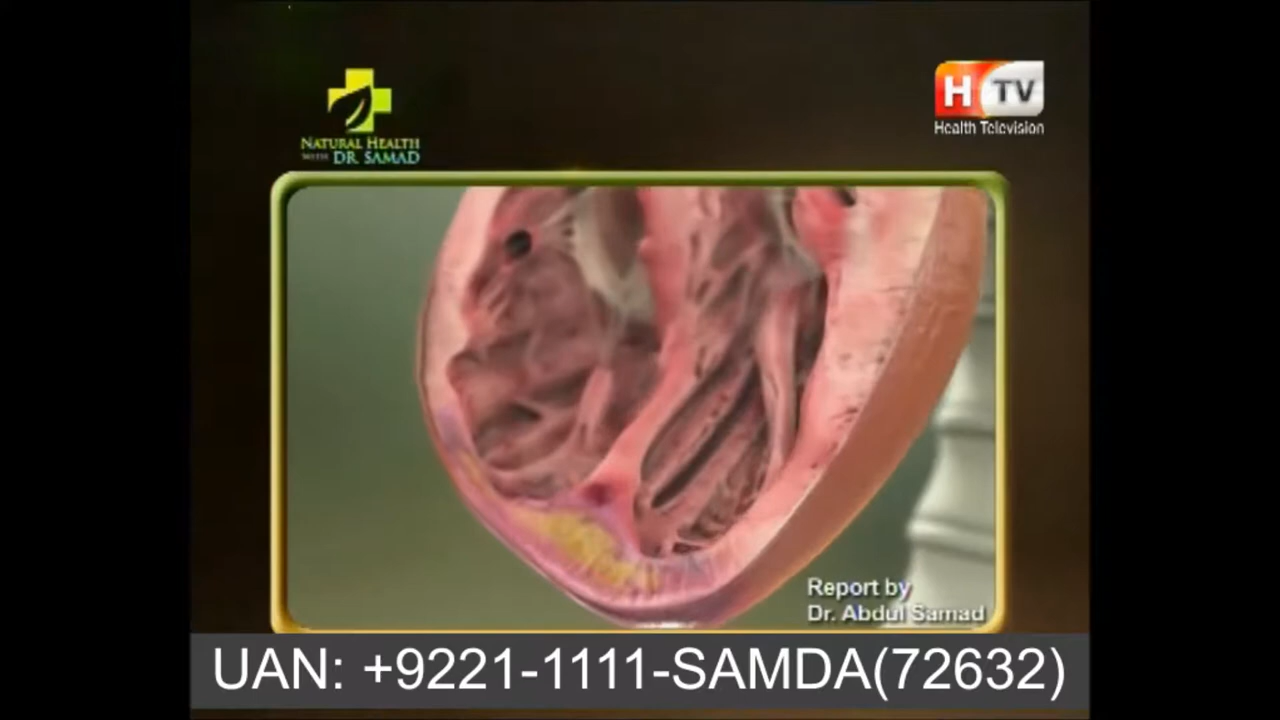 NATURAL HEALTH
WITH DR. SAMAD
H TV
Health Television
Report by
Dr. Abdul Samad
UAN: +9221-1111-SAMDA(72632)